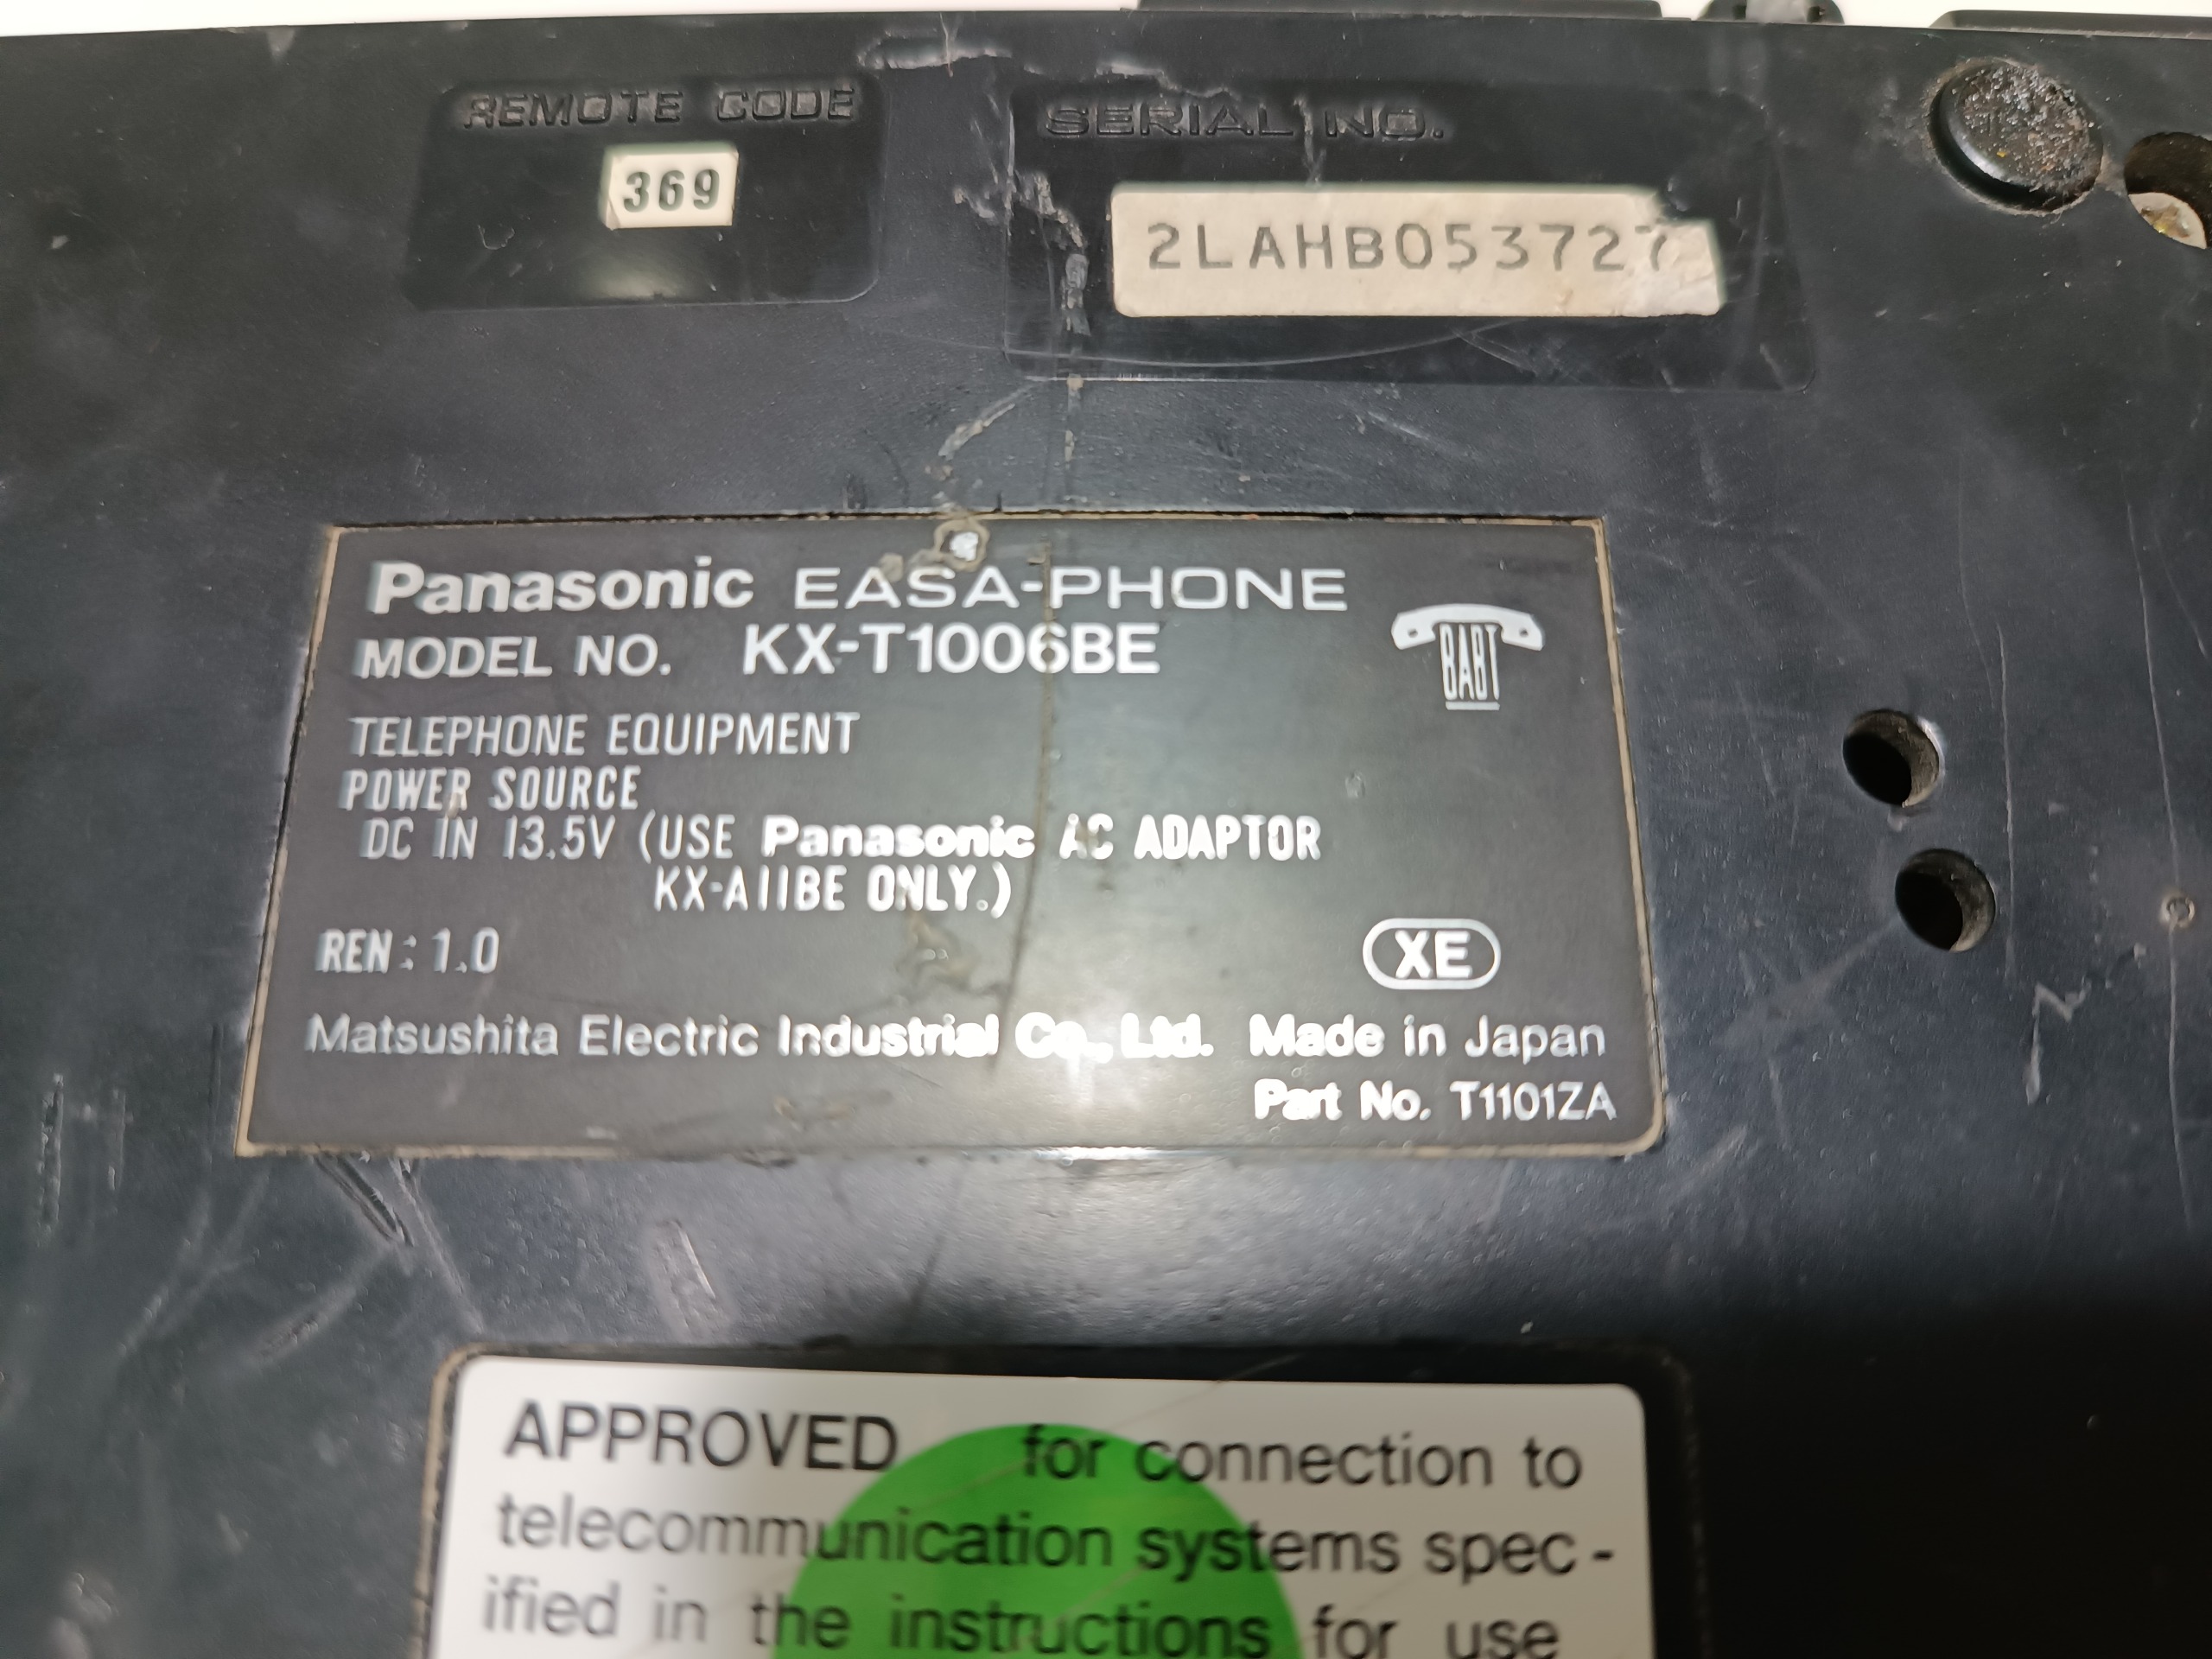 REMOTE CODE
369
SERIAL NO.
2LAHB053727
Panasonic EASA-PHONE
MODEL NO. KX-T1006BE
BABT
TELEPHONE EQUIPMENT
POWER SOURCE
DC IN 13.5V (USE Panasonic AC ADAPTOR
KX-A11BE ONLY.)
REN : 1.0
XE
Matsushita Electric Industrial Co., Ltd. Made in Japan
Part No. T1101ZA
APPROVED for connection to
telecommunication systems spec-
ified in the instructions for use